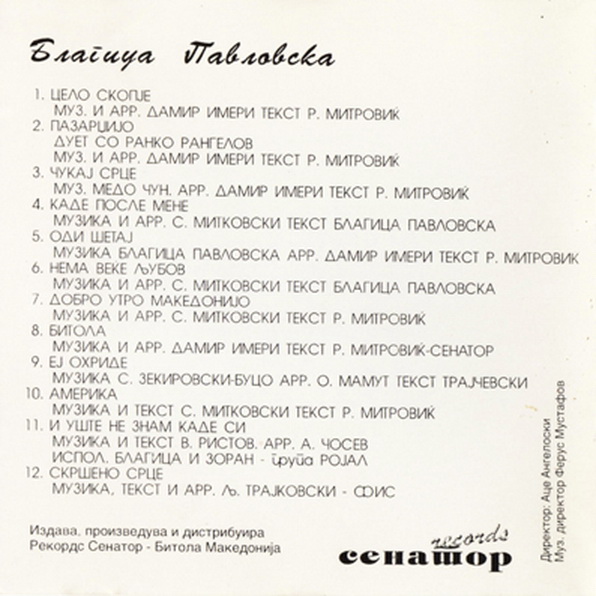 Благица Павловска
1. ЦЕЛО СКОПЈЕ
МУЗ. И АРР. ДАМИР ИМЕРИ ТЕКСТ Р. МИТРОВИЌ
2. ПАЗАРЏИЈО
ДУЕТ СО РАНКО РАНГЕЛОВ
МУЗ. И АРР. ДАМИР ИМЕРИ ТЕКСТ Р. МИТРОВИЌ
3. ЧУКАЈ СРЦЕ
МУЗ. МЕДО ЧУН. АРР. ДАМИР ИМЕРИ ТЕКСТ Р. МИТРОВИЌ
4. КАДЕ ПОСЛЕ МЕНЕ
МУЗИКА И АРР. С. МИТКОВСКИ ТЕКСТ БЛАГИЦА ПАВЛОВСКА
5. ОДИ ШЕТАЈ
МУЗИКА БЛАГИЦА ПАВЛОВСКА АРР. ДАМИР ИМЕРИ ТЕКСТ Р. МИТРОВИК
6. НЕМА ВЕКЕ ЉУБОВ
МУЗИКА И АРР. С. МИТКОВСКИ ТЕКСТ БЛАГИЦА ПАВЛОВСКА
7. ДОБРО УТРО МАКЕДОНИЈО
МУЗИКА И АРР. С. МИТКОВСКИ ТЕКСТ Р. МИТРОВИЌ
8. БИТОЛА
МУЗИКА И АРР. ДАМИР ИМЕРИ ТЕКСТ Р. МИТРОВИЌ-СЕНАТОР
9. ЕЈ ОХРИДЕ
МУЗИКА С. ЗЕКИРОВСКИ-БУЦО АРР. О. МАМУТ ТЕКСТ ТРАЈЧЕВСКИ
10. АМЕРИКА
МУЗИКА И ТЕКСТ С. МИТКОВСКИ ТЕКСТ Р. МИТРОВИЌ
11. И УШТЕ НЕ ЗНАМ КАДЕ СИ
МУЗИКА И ТЕКСТ В. РИСТОВ. АРР. А. ЧОСЕВ
ИСПОЛ. БЛАГИЦА И ЗОРАН - група РОЈАЛ
12. СКРШЕНО СРЦЕ
МУЗИКА, ТЕКСТ И АРР. Љ. ТРАЈКОВСКИ - ФИС
Издава, произведува и дистрибуира
Рекордс Сенатор - Битола Македонија
records
сенатор
Директор: Аце Ангелоски
Муз. директор Ферус Мустафов